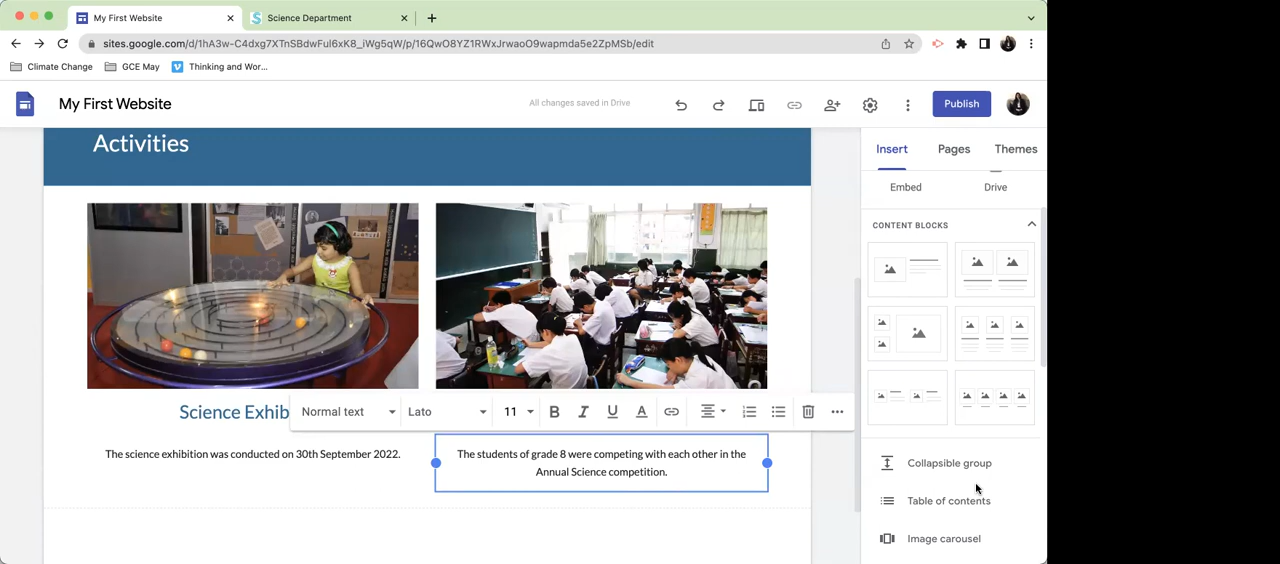 My First Website
Science Department
sites.google.com/d/1hA3w-C4dxg7XTnSBdwFuI6xK8_iWg5qW/p/16QwO8YZ1RWxJrwaoO9wapmda5e2ZpMSb/edit
Climate Change
GCE May
Thinking and Wor...
My First Website
All changes saved in Drive
Publish
Activities
Insert
Pages
Themes
Embed
Drive
CONTENT BLOCKS
Science Exhib
Normal text
Lato
11
B
I
U
A
The science exhibition was conducted on 30th September 2022.
The students of grade 8 were competing with each other in the
Annual Science competition.
Collapsible group
Table of contents
Image carousel